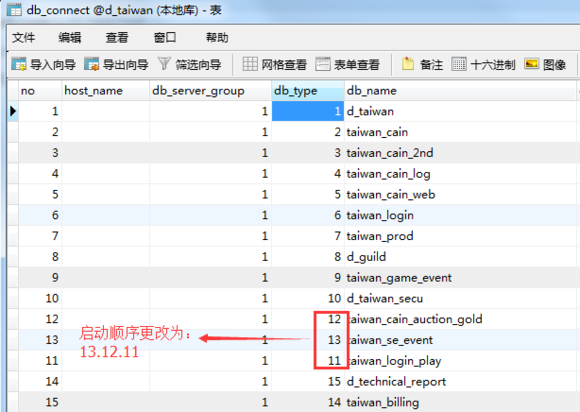 db_connect @d_taiwan (本地库) - 表
文件 编辑 查看 窗口 帮助
导入向导 导出向导 筛选向导 网格查看 表单查看 备注 十六进制 图像
no host_name db_server_group db_type db_name
1 1 1 d_taiwan
2 1 2 taiwan_cain
3 1 3 taiwan_cain_2nd
4 1 4 taiwan_cain_log
5 1 5 taiwan_cain_web
6 1 6 taiwan_login
7 1 7 taiwan_prod
8 1 8 d_guild
9 1 9 taiwan_game_event
10 1 10 d_taiwan_secu
12 1 12 taiwan_cain_auction_gold
13 1 13 taiwan_se_event
11 1 11 taiwan_login_play
14 1 15 d_technical_report
15 1 14 taiwan_billing
启动顺序更改为：
13.12.11